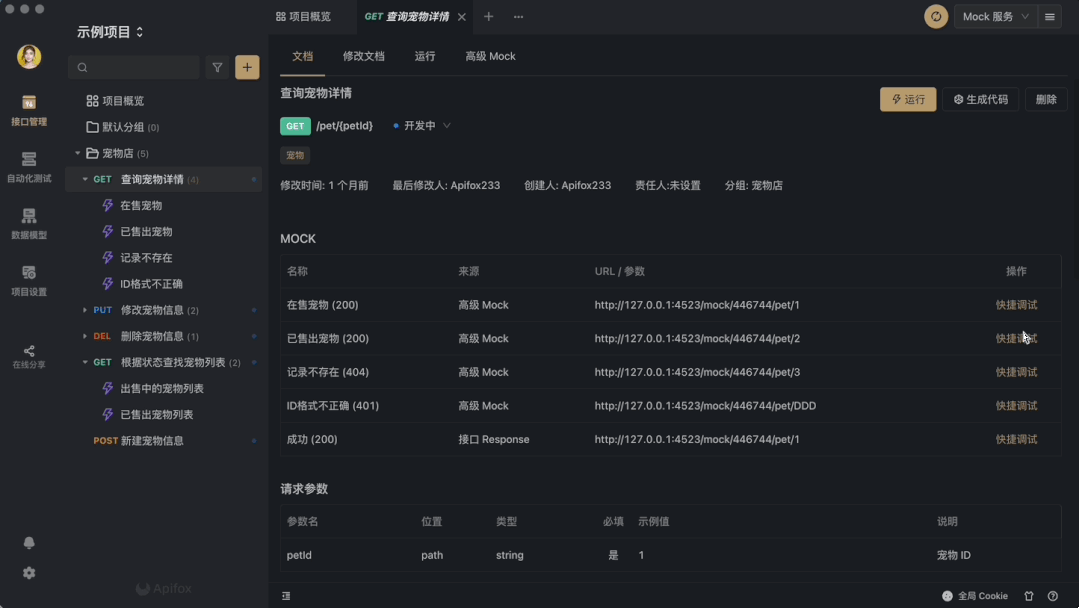 示例项目
项目概览
GET 查询宠物详情
Mock 服务
接口管理
自动化测试
数据模型
项目设置
在线分享
项目概览
默认分组 (0)
宠物店 (5)
GET 查询宠物详情 (4)
在售宠物
已售出宠物
记录不存在
ID格式不正确
PUT 修改宠物信息 (2)
DEL 删除宠物信息 (1)
GET 根据状态查找宠物列表 (2)
出售中的宠物列表
已售出宠物列表
POST 新建宠物信息
Apifox
文档 修改文档 运行 高级 Mock
查询宠物详情
运行 生成代码 删除
GET /pet/{petId} 开发中
宠物
修改时间: 1 个月前 最后修改人: Apifox233 创建人: Apifox233 责任人:未设置 分组: 宠物店
MOCK
名称 来源 URL / 参数 操作
在售宠物 (200) 高级 Mock http://127.0.0.1:4523/mock/446744/pet/1 快捷调试
已售出宠物 (200) 高级 Mock http://127.0.0.1:4523/mock/446744/pet/2 快捷调试
记录不存在 (404) 高级 Mock http://127.0.0.1:4523/mock/446744/pet/3 快捷调试
ID格式不正确 (401) 高级 Mock http://127.0.0.1:4523/mock/446744/pet/DDD 快捷调试
成功 (200) 接口 Response http://127.0.0.1:4523/mock/446744/pet/1 快捷调试
请求参数
参数名 位置 类型 必填 示例值 说明
petId path string 是 1 宠物 ID
全局 Cookie